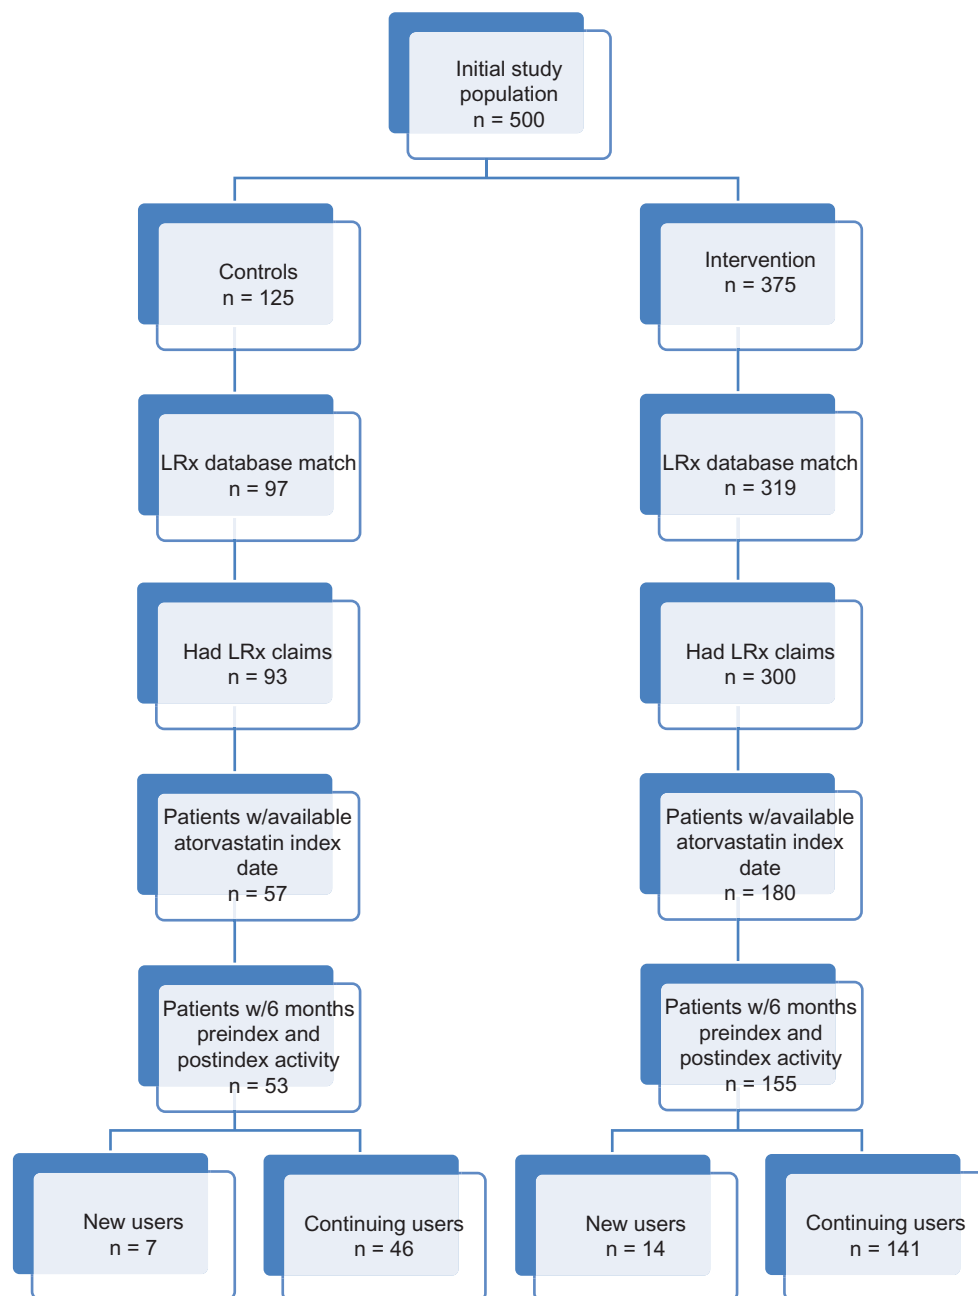 Initial study
population
n = 500
Controls
n = 125
Intervention
n = 375
LRx database match
n = 97
LRx database match
n = 319
Had LRx claims
n = 93
Had LRx claims
n = 300
Patients w/available
atorvastatin index
date
n = 57
Patients w/available
atorvastatin index
date
n = 180
Patients w/6 months
preindex and
postindex activity
n = 53
Patients w/6 months
preindex and
postindex activity
n = 155
New users
n = 7
Continuing users
n = 46
New users
n = 14
Continuing users
n = 141